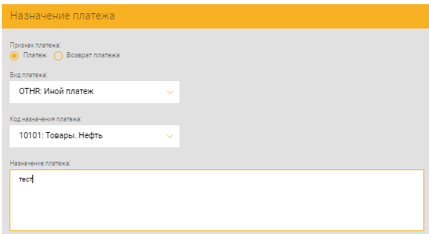 Назначение платежа
Признак платежа:
Платеж Возврат платежа
Вид платежа:
OTHR: Иной платеж
Код назначения платежа:
10101: Товары. Нефть
Назначение платежа:
тест